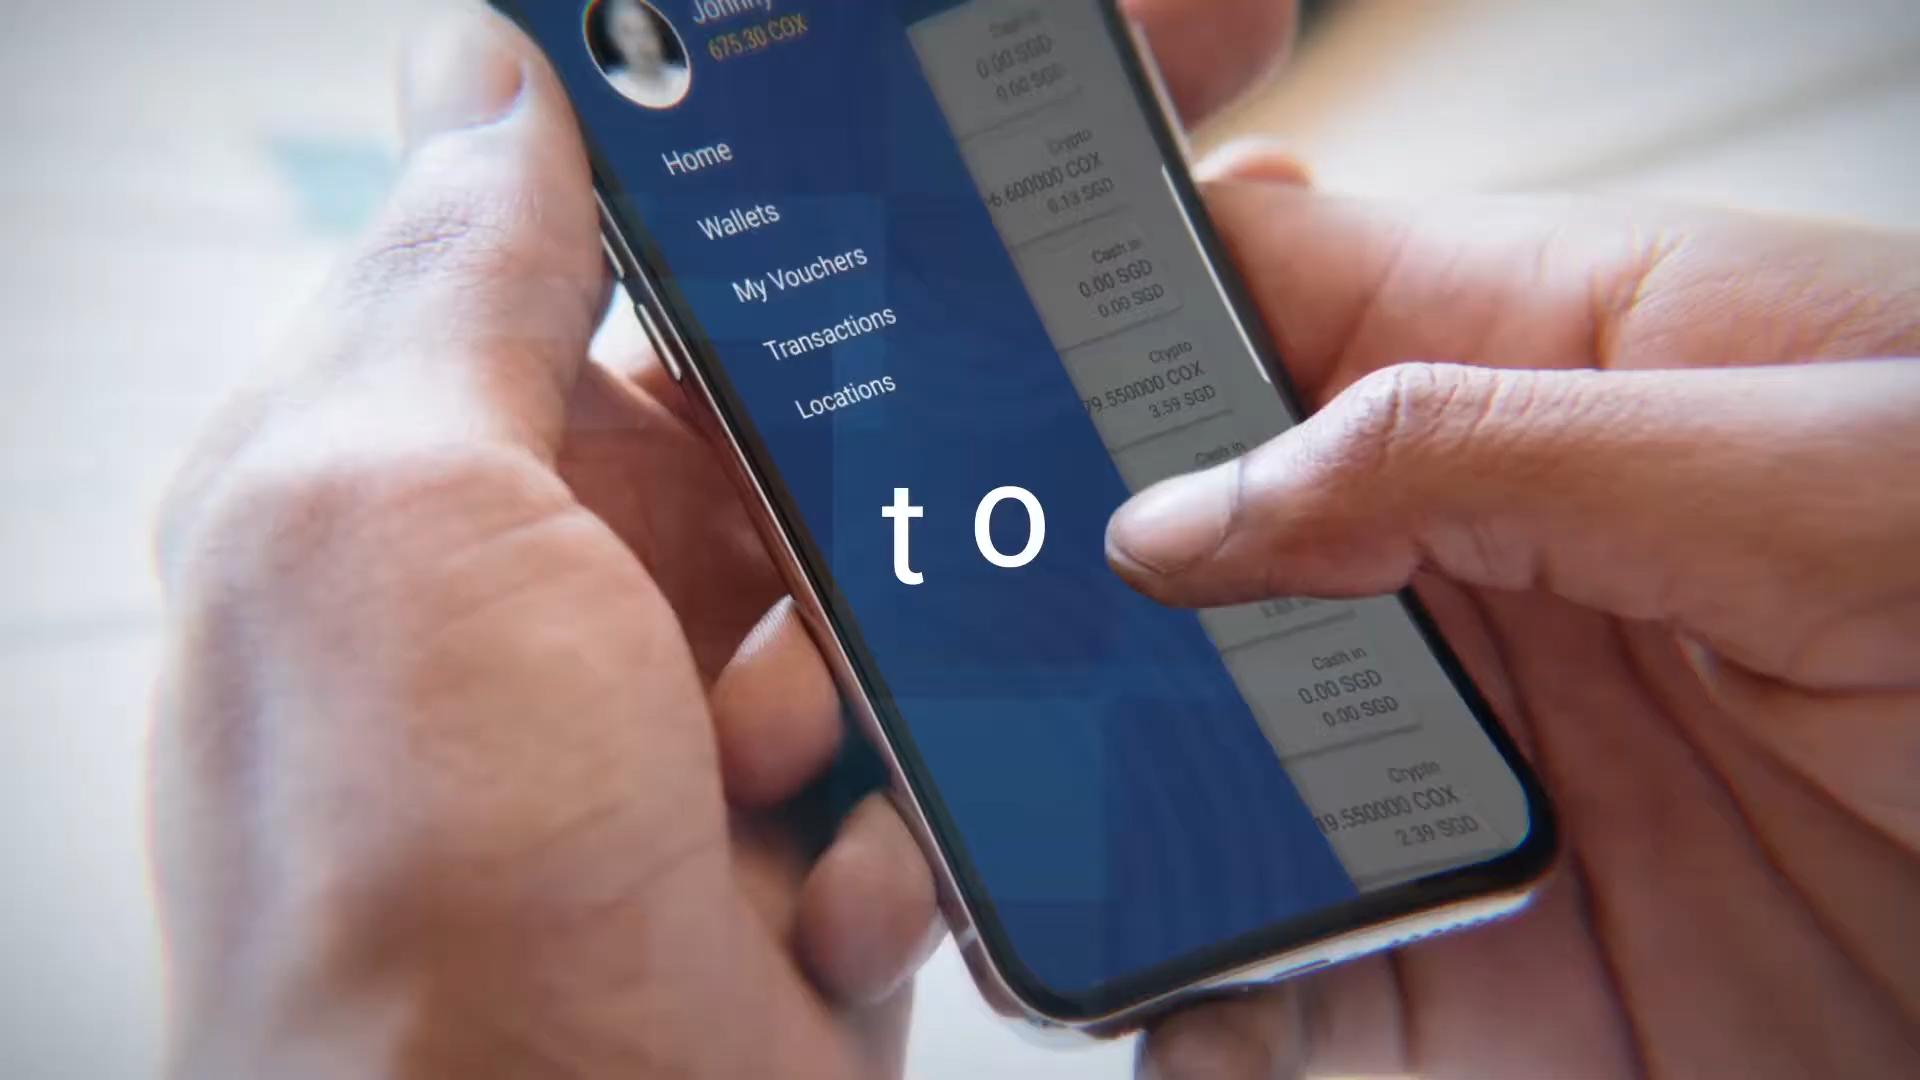 Johnny
675.30 COX
Home
Wallets
My Vouchers
Transactions
Locations
to
Cash in
0.00 SGD
0.00 SGD
Crypto
-6.600000 COX
0.13 SGD
Cash in
0.00 SGD
0.00 SGD
Crypto
79.550000 COX
3.59 SGD
Cash in
Cash in
0.00 SGD
0.00 SGD
Crypto
19.550000 COX
2.39 SGD